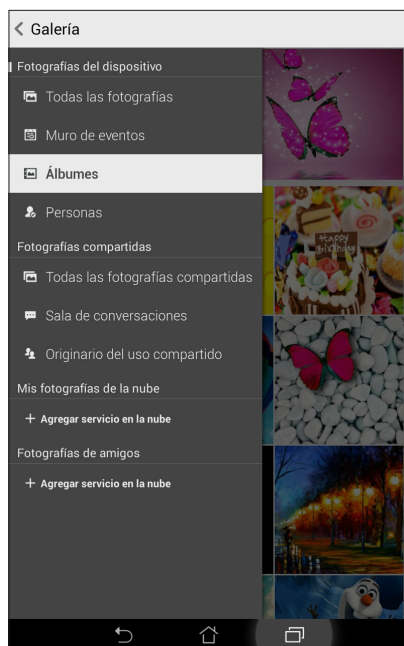 Galería
Fotografías del dispositivo
Todas las fotografías
Muro de eventos
Álbumes
Personas
Fotografías compartidas
Todas las fotografías compartidas
Sala de conversaciones
Originario del uso compartido
Mis fotografías de la nube
+ Agregar servicio en la nube
Fotografías de amigos
+ Agregar servicio en la nube
Happy
Birthday